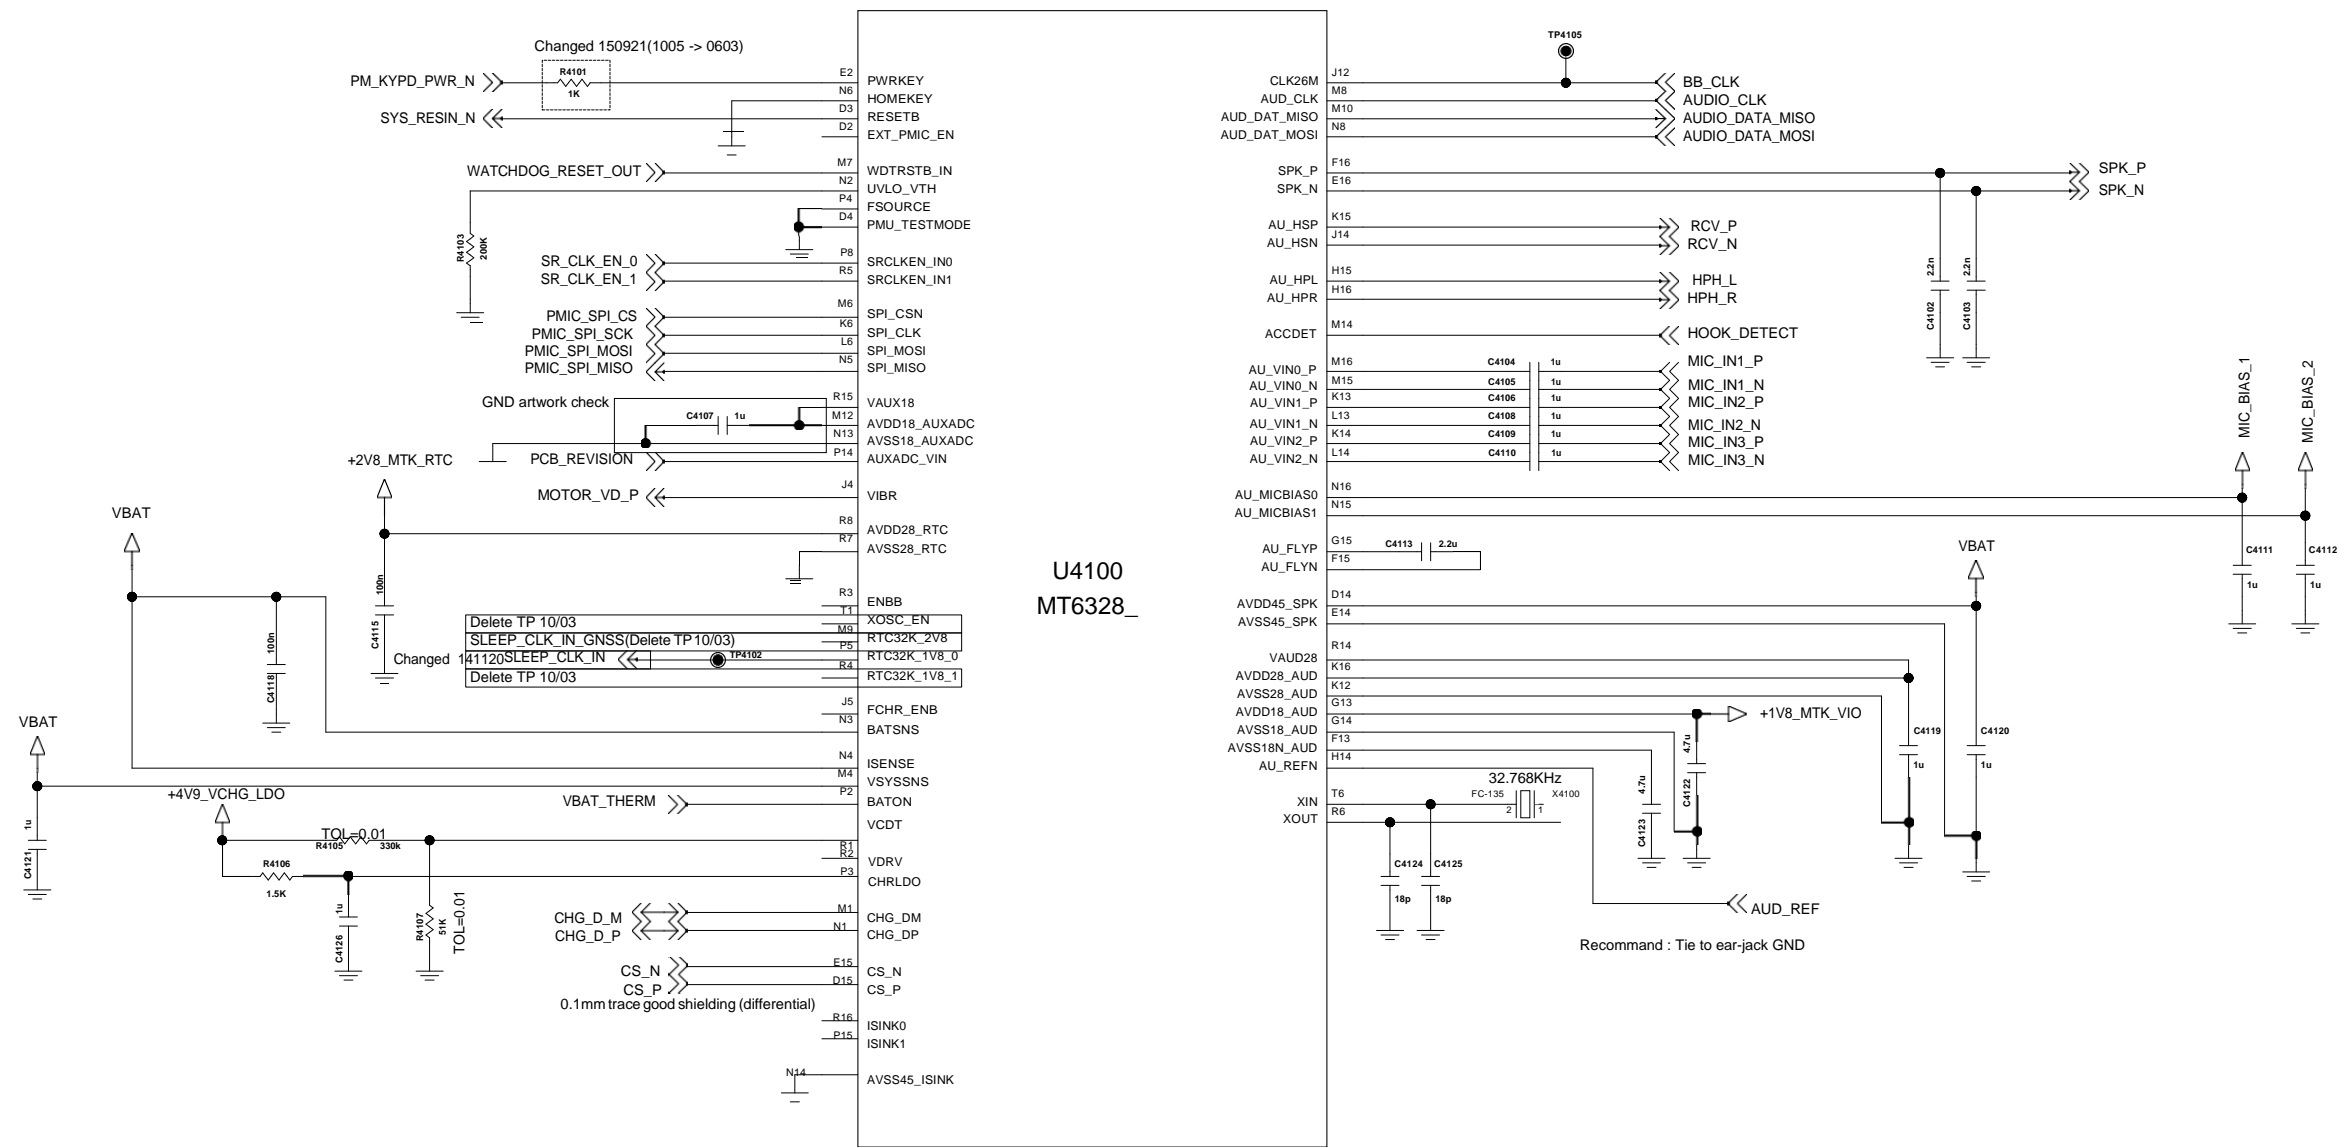 Changed 150921(1005 -> 0603)
PM_KYPD_PWR_N
R4101
1K
E2
PWRKEY
N6
HOMEKEY
SYS_RESIN_N
D3
RESETB
D2
EXT_PMIC_EN
WATCHDOG_RESET_OUT
M7
WDTRSTB_IN
N2
UVLO_VTH
P4
FSOURCE
D4
PMU_TESTMODE
R4103
200K
SR_CLK_EN_0
P8
SRCLKEN_IN0
SR_CLK_EN_1
R5
SRCLKEN_IN1
PMIC_SPI_CS
M6
SPI_CSN
PMIC_SPI_SCK
K6
SPI_CLK
PMIC_SPI_MOSI
L6
SPI_MOSI
PMIC_SPI_MISO
N5
SPI_MISO
GND artwork check
R15
VAUX18
C4107
1u
M12
AVDD18_AUXADC
N13
AVSS18_AUXADC
+2V8_MTK_RTC
PCB_REVISION
P14
AUXADC_VIN
MOTOR_VD_P
J4
VIBR
VBAT
R8
AVDD28_RTC
R7
AVSS28_RTC
100n
C4115
R3
ENBB
T1
XOSC_EN
Delete TP 10/03
M9
RTC32K_2V8
SLEEP_CLK_IN_GNSS(Delete TP 10/03)
P5
RTC32K_1V8_0
Changed 141120
SLEEP_CLK_IN
TP4102
R4
RTC32K_1V8_1
Delete TP 10/03
100n
C4118
J5
FCHR_ENB
N3
BATSNS
VBAT
N4
ISENSE
M4
VSYSSNS
+4V9_VCHG_LDO
VBAT_THERM
P2
BATON
1u
C4121
TOL=0.01
R4105
330k
VCDT
R1
R2
VDRV
R4106
1.5K
P3
CHRLDO
1u
C4126
R4107
51K
TOL=0.01
CHG_D_M
M1
CHG_DM
CHG_D_P
N1
CHG_DP
CS_N
E15
CS_N
CS_P
D15
CS_P
0.1mm trace good shielding (differential)
R16
ISINK0
P15
ISINK1
N14
AVSS45_ISINK
U4100
MT6328_
TP4105
CLK26M
J12
BB_CLK
AUD_CLK
M8
AUDIO_CLK
AUD_DAT_MISO
M10
AUDIO_DATA_MISO
AUD_DAT_MOSI
N8
AUDIO_DATA_MOSI
SPK_P
F16
SPK_P
SPK_N
E16
SPK_N
AU_HSP
K15
RCV_P
AU_HSN
J14
RCV_N
AU_HPL
H15
HPH_L
AU_HPR
H16
HPH_R
2.2n
C4102
2.2n
C4103
ACCDET
M14
HOOK_DETECT
AU_VIN0_P
M16
C4104
1u
MIC_IN1_P
AU_VIN0_N
M15
C4105
1u
MIC_IN1_N
AU_VIN1_P
K13
C4106
1u
MIC_IN2_P
AU_VIN1_N
L13
C4108
1u
MIC_IN2_N
AU_VIN2_P
K14
C4109
1u
MIC_IN3_P
AU_VIN2_N
L14
C4110
1u
MIC_IN3_N
MIC_BIAS_1
MIC_BIAS_2
AU_MICBIAS0
N16
AU_MICBIAS1
N15
AU_FLYP
G15
C4113
2.2u
AU_FLYN
F15
VBAT
C4111
1u
C4112
1u
AVDD45_SPK
D14
AVSS45_SPK
E14
VAUD28
R14
AVDD28_AUD
K16
AVSS28_AUD
K12
AVDD18_AUD
G13
+1V8_MTK_VIO
AVSS18_AUD
G14
AVSS18N_AUD
F13
AU_REFN
H14
4.7u
C4122
4.7u
C4123
C4119
1u
C4120
1u
32.768KHz
XIN
T6
FC-135
X4100
2
1
XOUT
R6
C4124
18p
C4125
18p
AUD_REF
Recommand : Tie to ear-jack GND